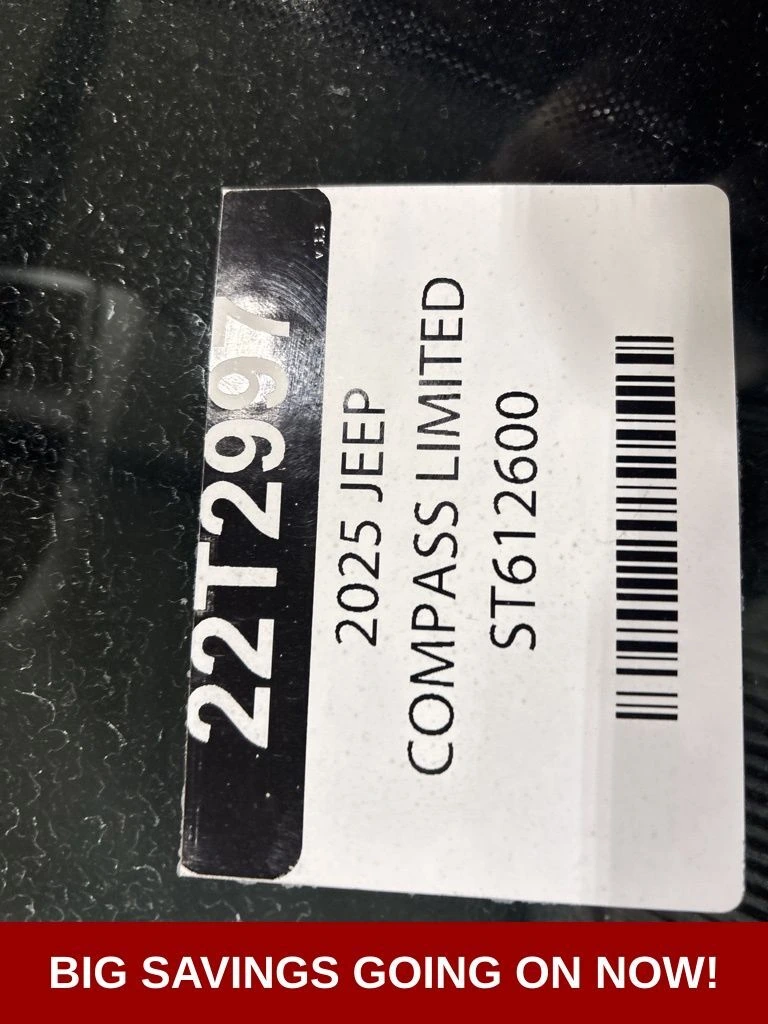 22T2997
2025 JEEP
COMPASS LIMITED
ST612600
BIG SAVINGS GOING ON NOW!